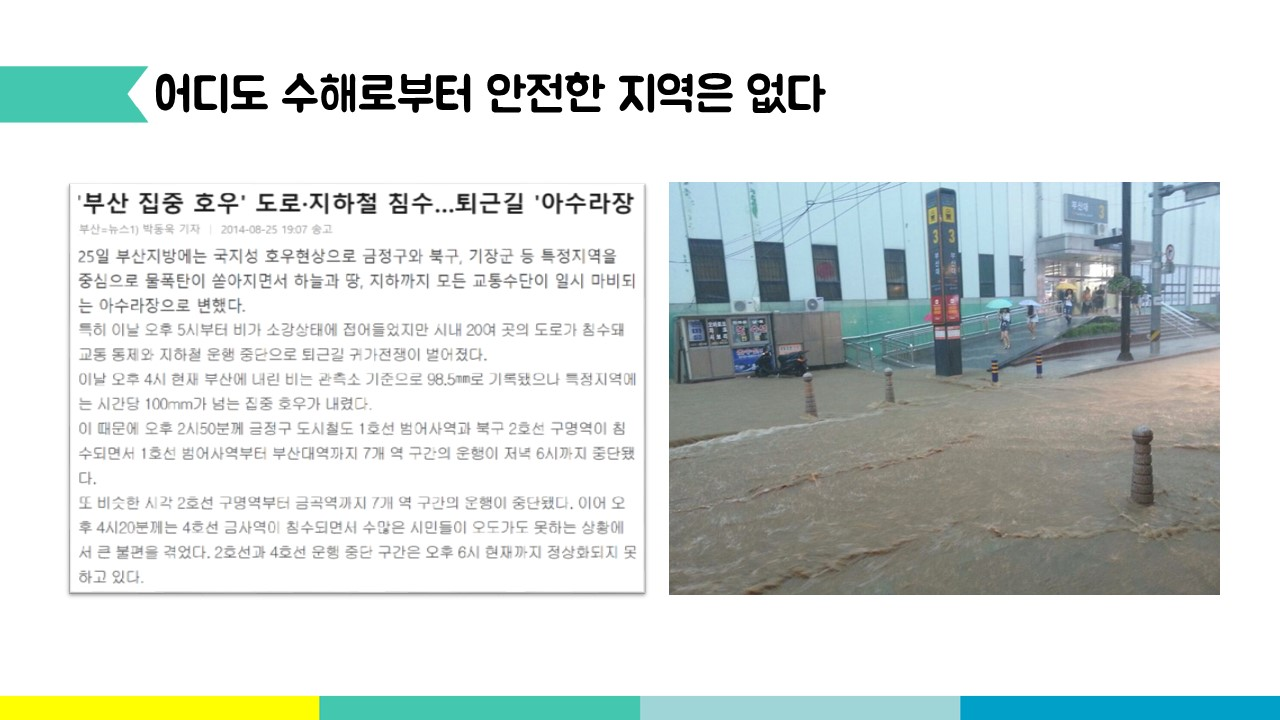 어디도 수해로부터 안전한 지역은 없다
'부산 집중 호우' 도로·지하철 침수...퇴근길 '아수라장
부산=뉴스1) 박동욱 기자 | 2014-08-25 19:07 송고
25일 부산지방에는 국지성 호우현상으로 금정구와 북구, 기장군 등 특정지역을
중심으로 물폭탄이 쏟아지면서 하늘과 땅, 지하까지 모든 교통수단이 일시 마비되
는 아수라장으로 변했다.
특히 이날 오후 5시부터 비가 소강상태에 접어들었지만 시내 20여 곳의 도로가 침수돼
교통 통제와 지하철 운행 중단으로 퇴근길 귀가전쟁이 벌어졌다.
이날 오후 4시 현재 부산에 내린 비는 관측소 기준으로 98.5㎜로 기록됐으나 특정지역에
는 시간당 100mm가 넘는 집중 호우가 내렸다.
이 때문에 오후 2시50분께 금정구 도시철도 1호선 범어사역과 북구 2호선 구명역이 침
수되면서 1호선 범어사역부터 부산대역까지 7개 역 구간의 운행이 저녁 6시까지 중단됐
다.
또 비슷한 시각 2호선 구명역부터 금곡역까지 7개 역 구간의 운행이 중단됐다. 이어 오
후 4시20분께는 4호선 금사역이 침수되면서 수많은 시민들이 오도가도 못하는 상황에
서 큰 불편을 겪었다. 2호선과 4호선 운행 중단 구간은 오후 6시 현재까지 정상화되지 못
하고 있다.
부산대 3
3 3